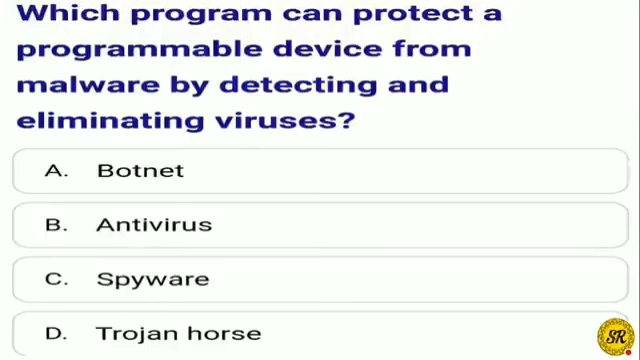 Which program can protect a
programmable device from
malware by detecting and
eliminating viruses?
A. Botnet
B. Antivirus
C. Spyware
D. Trojan horse
SR